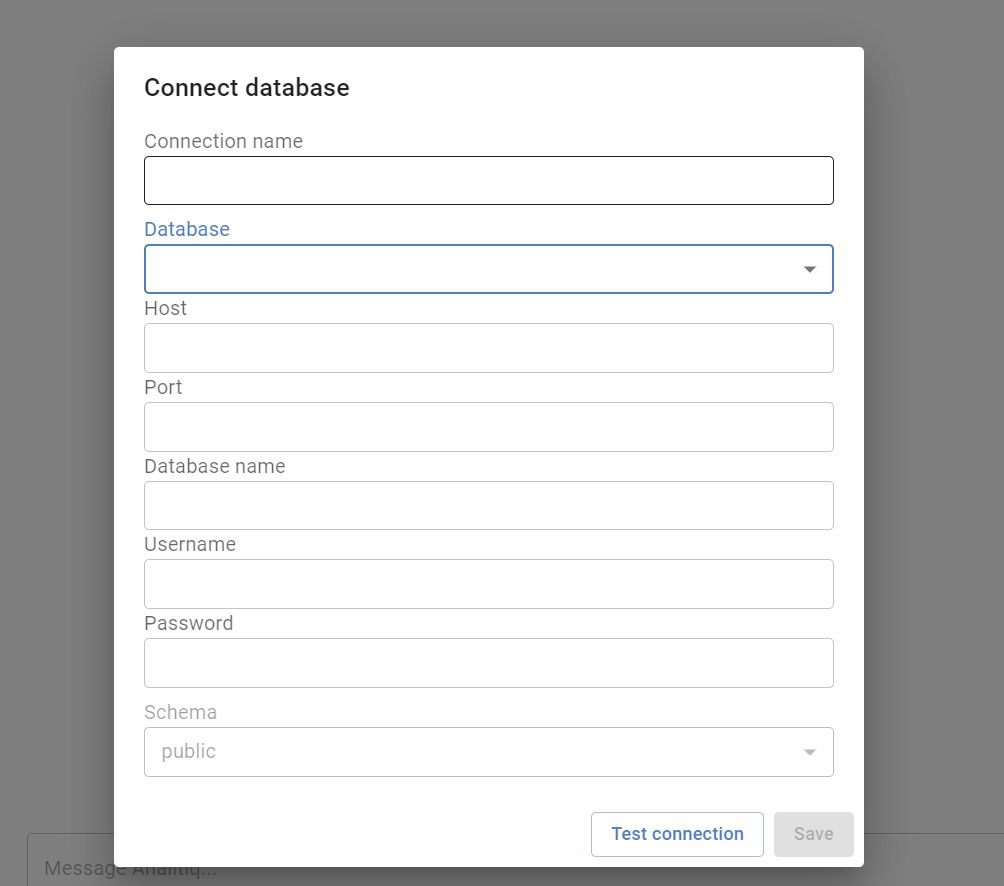 Connect database
Connection name
Database
Host
Port
Database name
Username
Password
Schema
public
Test connection
Save
Message Analitiq...